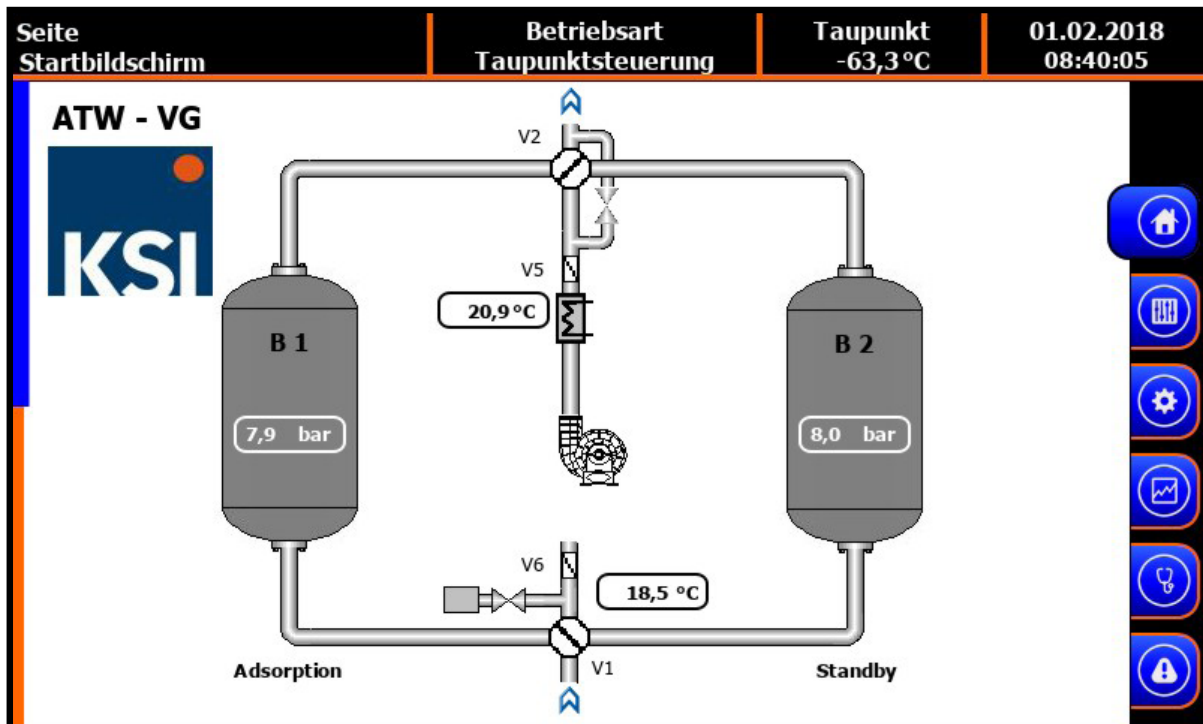 Seite
Startbildschirm
Betriebsart
Taupunktsteuerung
Taupunkt
-63,3°C
01.02.2018
08:40:05
ATW - VG
KSI
V2
V5
20,9°C
B 1
7,9 bar
B 2
8,0 bar
V6
18,5 °C
V1
Adsorption
Standby